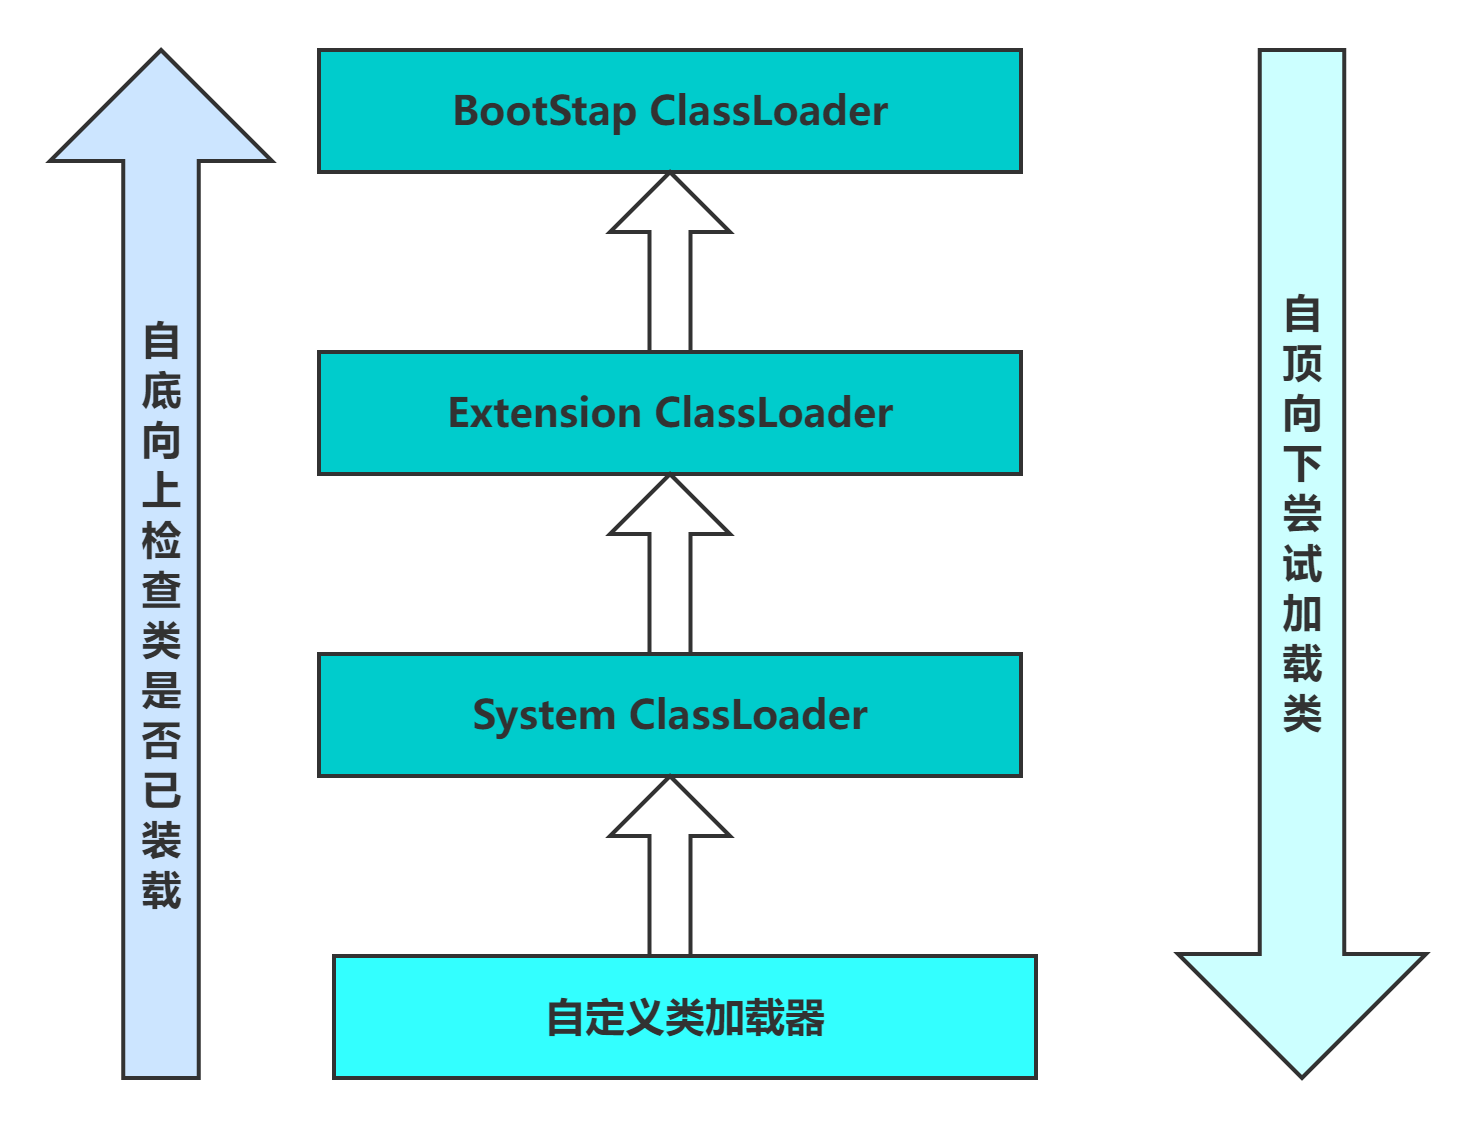 BootStap ClassLoader
Extension ClassLoader
System ClassLoader
自定义类加载器
自底向上检查类是否已装载
自顶向下尝试加载类